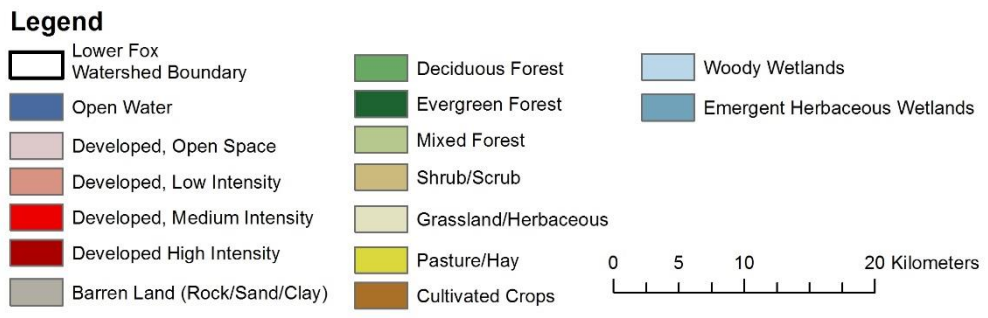 Legend
Lower Fox
Watershed Boundary
Open Water
Developed, Open Space
Developed, Low Intensity
Developed, Medium Intensity
Developed High Intensity
Barren Land (Rock/Sand/Clay)
Deciduous Forest
Evergreen Forest
Mixed Forest
Shrub/Scrub
Grassland/Herbaceous
Pasture/Hay
Cultivated Crops
Woody Wetlands
Emergent Herbaceous Wetlands
0 5 10 20 Kilometers